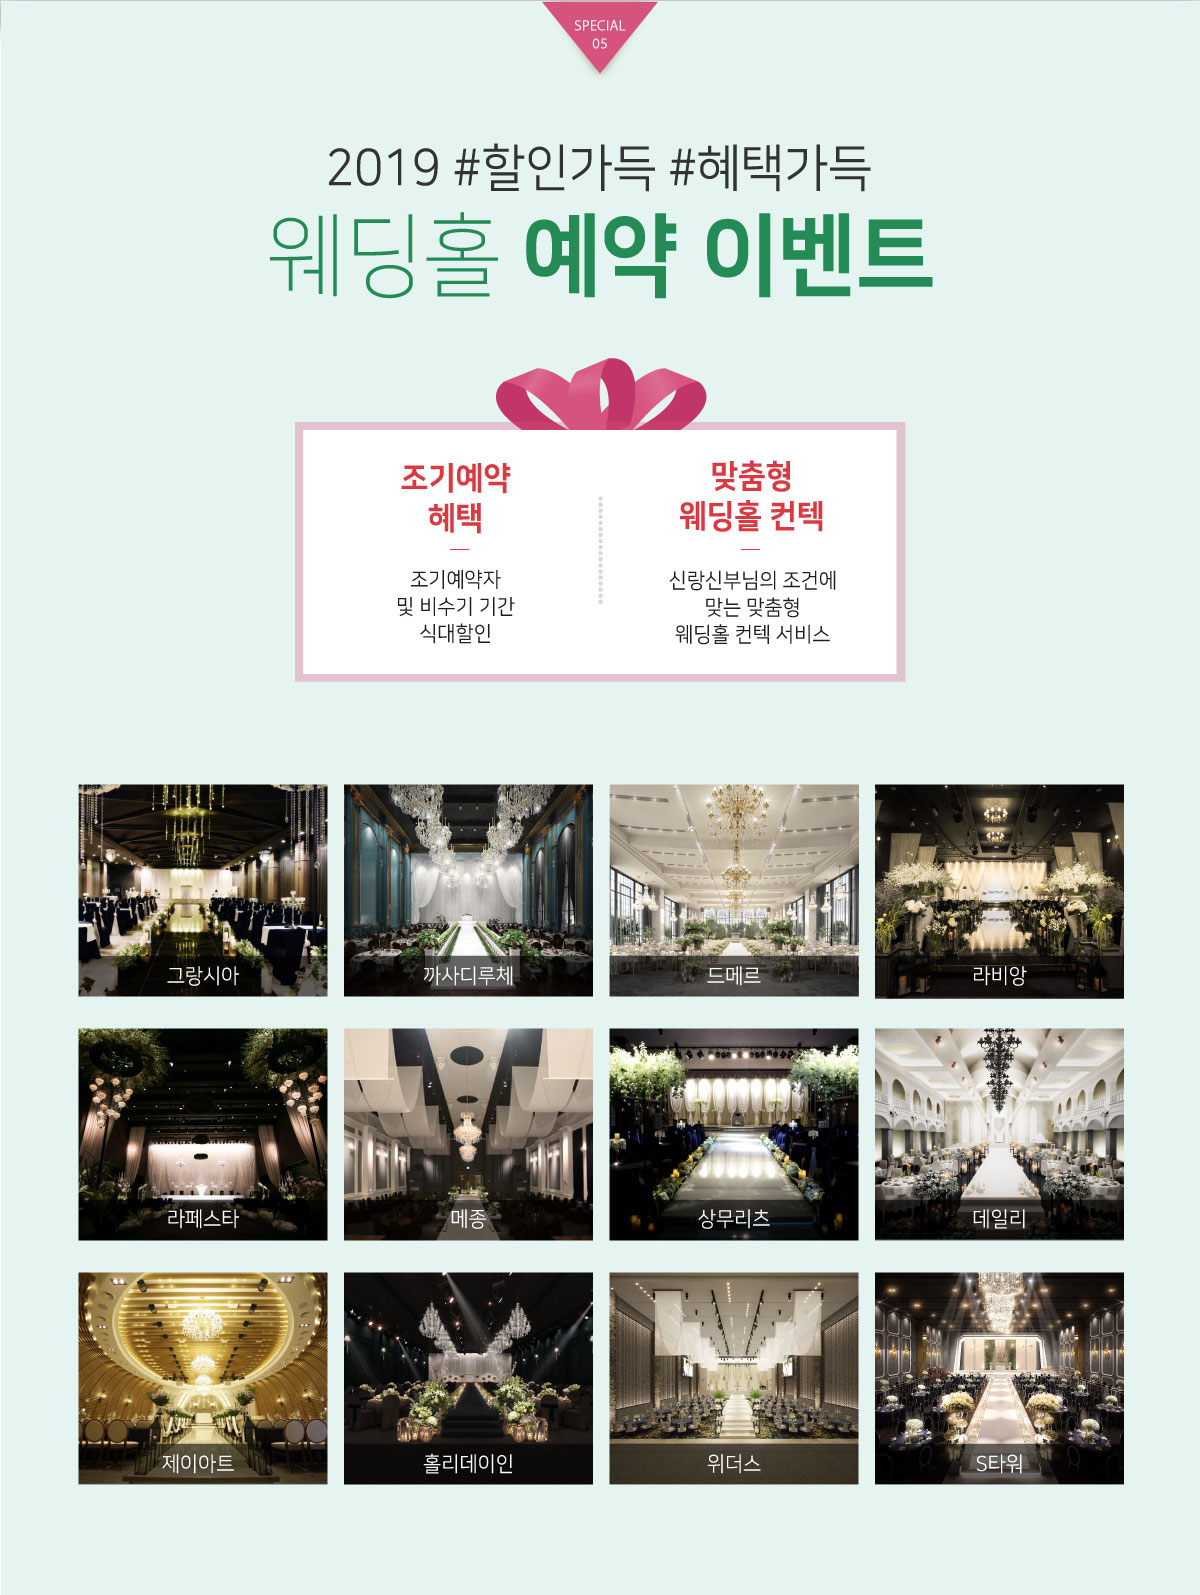 SPECIAL
05
2019 #할인가득 #혜택가득
웨딩홀 예약 이벤트
조기예약
혜택
조기예약자
및 비수기 기간
식대할인
맞춤형
웨딩홀 컨텍
신랑신부님의 조건에
맞는 맞춤형
웨딩홀 컨텍 서비스
그랑시아
까사디루체
드메르
라비앙
라페스타
메종
상무리츠
데일리
제이아트
홀리데이인
위더스
S타워